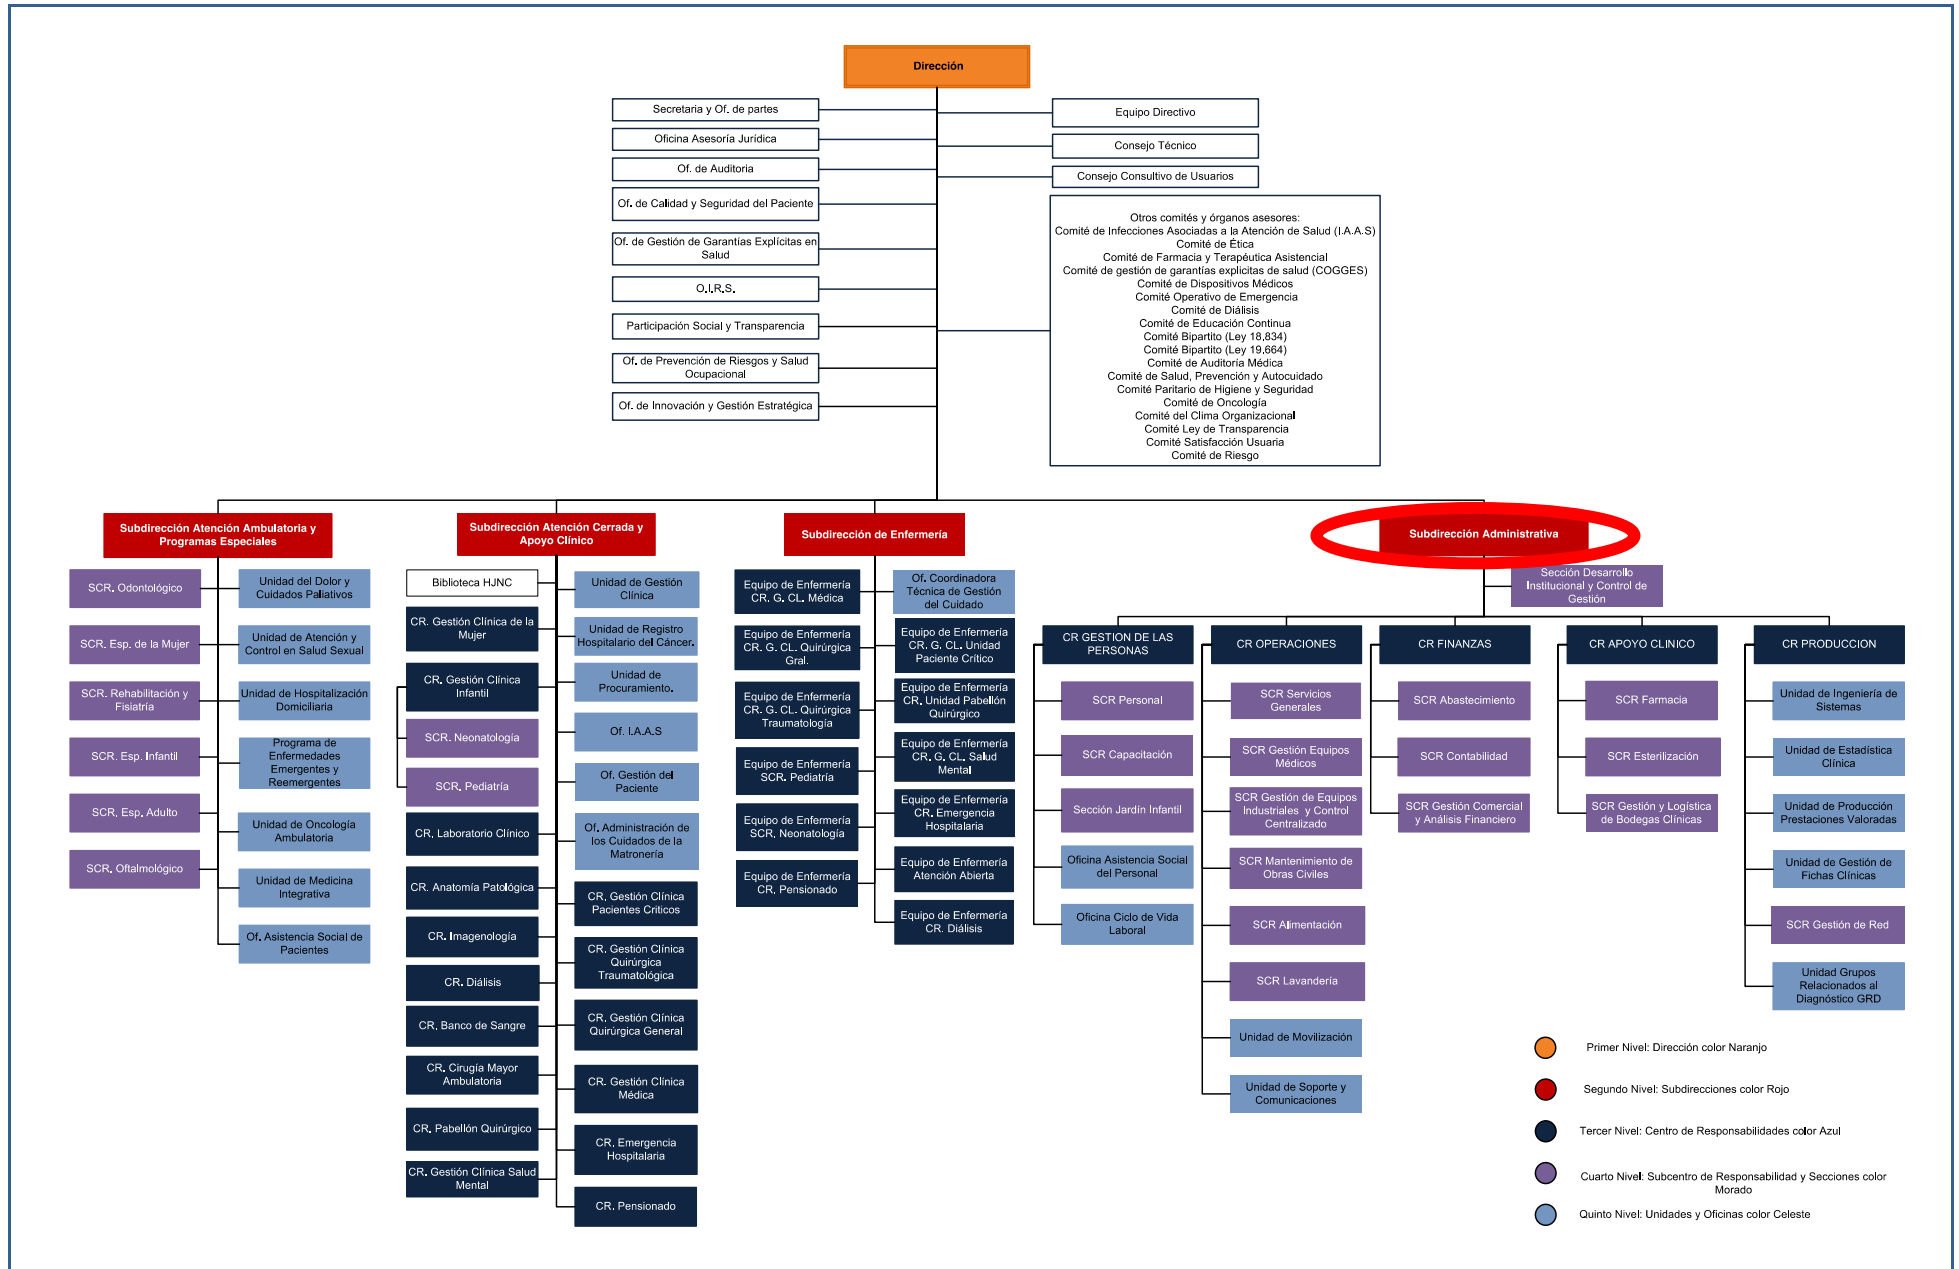 Dirección
Secretaria y Of. de partes
Oficina Asesoría Jurídica
Of. de Auditoria
Of. de Calidad y Seguridad del Paciente
Of. de Gestión de Garantías Explícitas en
Salud
O.I.R.S.
Participación Social y Transparencia
Of. de Prevención de Riesgos y Salud
Ocupacional
Of. de Innovación y Gestión Estratégica
Equipo Directivo
Consejo Técnico
Consejo Consultivo de Usuarios
Otros comités y órganos asesores:
Comité de Infecciones Asociadas a la Atención de Salud (I.A.A.S)
Comité de Ética
Comité de Farmacia y Terapéutica Asistencial
Comité de gestión de garantías explicitas de salud (COGGES)
Comité de Dispositivos Médicos
Comité Operativo de Emergencia
Comité de Diálisis
Comité de Educación Continua
Comité Bipartito (Ley 18,834)
Comité Bipartito (Ley 19,664)
Comité de Auditoría Médica
Comité de Salud, Prevención y Autocuidado
Comité Paritario de Higiene y Seguridad
Comité de Oncología
Comité del Clima Organizacional
Comité Ley de Transparencia
Comité Satisfacción Usuaria
Comité de Riesgo
Subdirección Atención Ambulatoria y
Programas Especiales
SCR. Odontológico
SCR. Esp. de la Mujer
SCR. Rehabilitación y
Fisiatría
SCR. Esp. Infantil
SCR. Esp. Adulto
SCR. Oftalmológico
Unidad del Dolor y
Cuidados Paliativos
Unidad de Atención y
Control en Salud Sexual
Unidad de Hospitalización
Domiciliaria
Programa de
Enfermedades
Emergentes y
Reemergentes
Unidad de Oncología
Ambulatoria
Unidad de Medicina
Integrativa
Of. Asistencia Social de
Pacientes
Subdirección Atención Cerrada y
Apoyo Clínico
Biblioteca HJNC
CR. Gestión Clínica de la
Mujer
CR. Gestión Clínica
Infantil
SCR. Neonatología
SCR. Pediatría
CR. Laboratorio Clínico
CR. Anatomía Patológica
CR. Imagenología
CR. Diálisis
CR. Banco de Sangre
CR. Cirugía Mayor
Ambulatoria
CR. Pabellón Quirúrgico
CR. Gestión Clínica Salud
Mental
Unidad de Gestión
Clínica
Unidad de Registro
Hospitalario del Cáncer.
Unidad de
Procuramiento.
Of. I.A.A.S
Of. Gestión del
Paciente
Of. Administración de
los Cuidados de la
Matronería
CR. Gestión Clínica
Pacientes Críticos
CR. Gestión Clínica
Quirúrgica
Traumatológica
CR. Gestión Clínica
Quirúrgica General
CR. Gestión Clínica
Médica
CR. Emergencia
Hospitalaria
CR. Pensionado
Subdirección de Enfermería
Equipo de Enfermería
CR. G. CL. Médica
Equipo de Enfermería
CR. G. CL. Quirúrgica
Gral.
Equipo de Enfermería
CR. G. CL. Quirúrgica
Traumatología
Equipo de Enfermería
SCR. Pediatría
Equipo de Enfermería
SCR. Neonatología
Equipo de Enfermería
CR. Pensionado
Of. Coordinadora
Técnica de Gestión
del Cuidado
Equipo de Enfermería
CR. G. CL. Unidad
Paciente Crítico
Equipo de Enfermería
CR. Unidad Pabellón
Quirúrgico
Equipo de Enfermería
CR. G. CL. Salud
Mental
Equipo de Enfermería
CR. Emergencia
Hospitalaria
Equipo de Enfermería
Atención Abierta
Equipo de Enfermería
CR. Diálisis
Subdirección Administrativa
Sección Desarrollo
Institucional y Control de
Gestión
CR GESTION DE LAS
PERSONAS
SCR Personal
SCR Capacitación
Sección Jardín Infantil
Oficina Asistencia Social
del Personal
Oficina Ciclo de Vida
Laboral
CR OPERACIONES
SCR Servicios
Generales
SCR Gestión Equipos
Médicos
SCR Gestión de Equipos
Industriales y Control
Centralizado
SCR Mantenimiento de
Obras Civiles
SCR Alimentación
SCR Lavandería
Unidad de Movilización
Unidad de Soporte y
Comunicaciones
CR FINANZAS
SCR Abastecimiento
SCR Contabilidad
SCR Gestión Comercial
y Análisis Financiero
CR APOYO CLINICO
SCR Farmacia
SCR Esterilización
SCR Gestión y Logística
de Bodegas Clínicas
CR PRODUCCION
Unidad de Ingeniería de
Sistemas
Unidad de Estadística
Clínica
Unidad de Producción
Prestaciones Valoradas
Unidad de Gestión de
Fichas Clínicas
SCR Gestión de Red
Unidad Grupos
Relacionados al
Diagnóstico GRD
Primer Nivel: Dirección color Naranjo
Segundo Nivel: Subdirecciones color Rojo
Tercer Nivel: Centro de Responsabilidades color Azul
Cuarto Nivel: Subcentro de Responsabilidad y Secciones color
Morado
Quinto Nivel: Unidades y Oficinas color Celeste